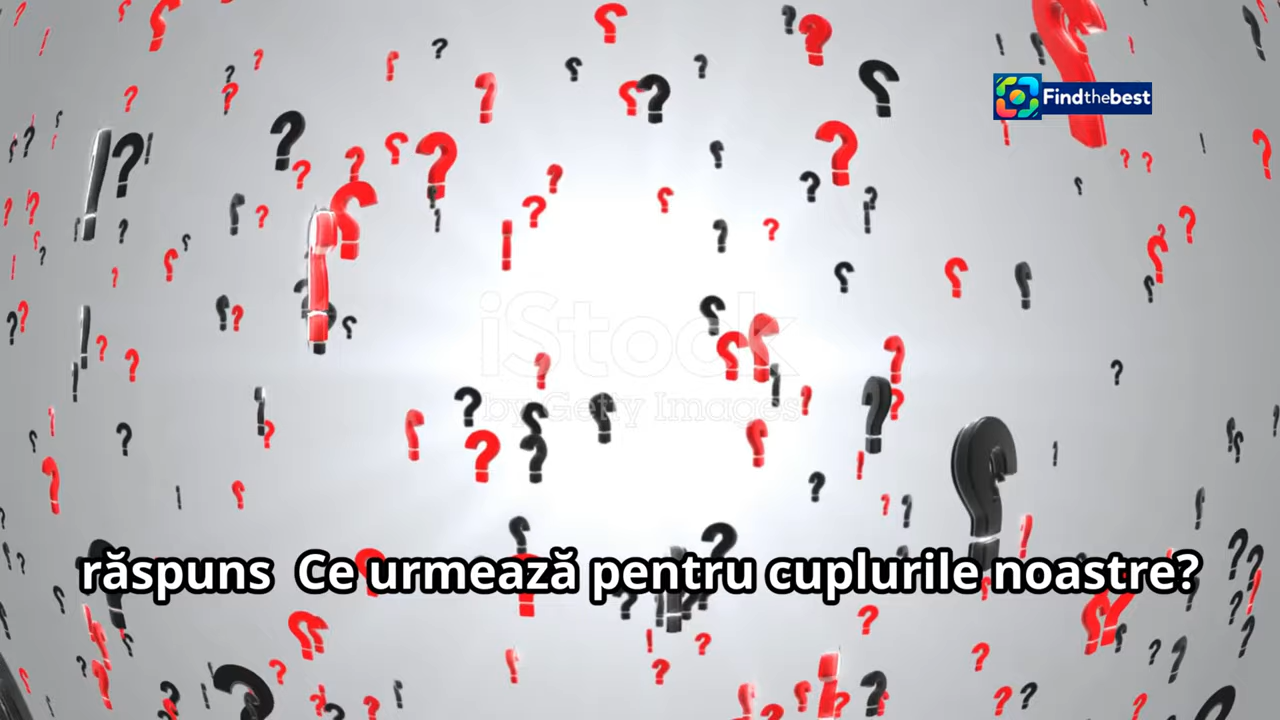 Findthebest
iStock
by Getty Images
răspuns  Ce urmează pentru cuplurile noastre?